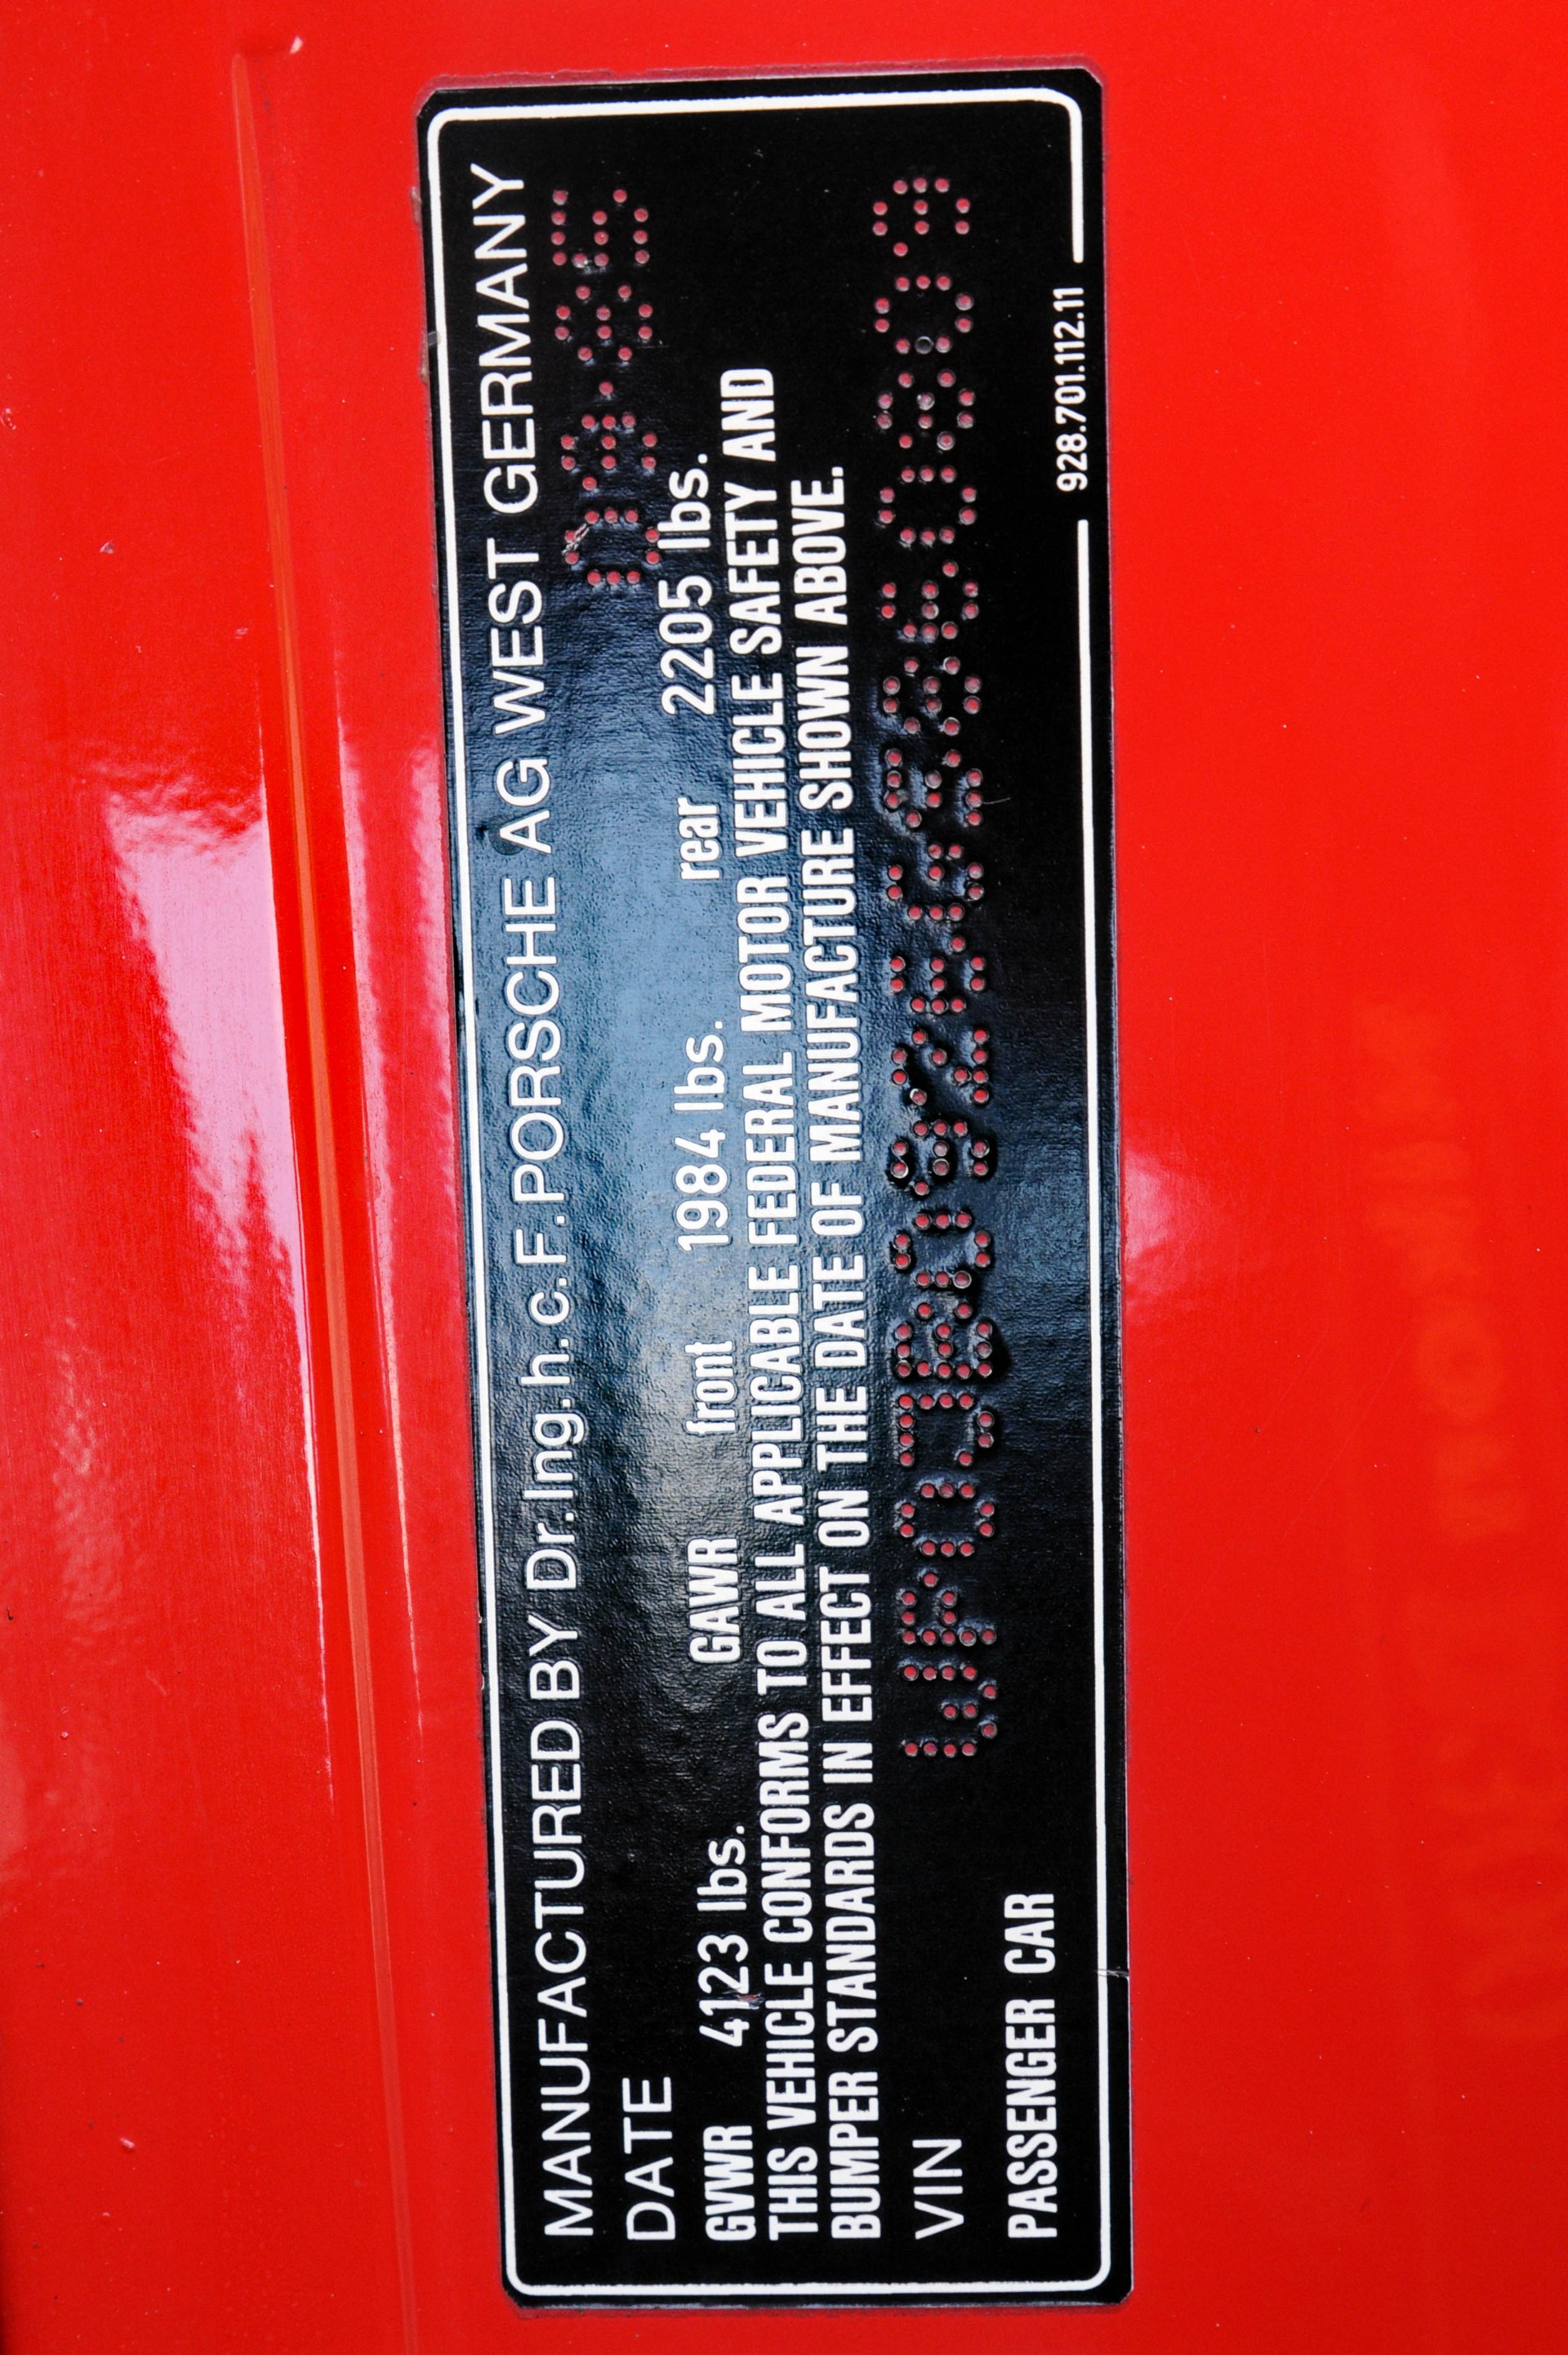 MANUFACTURED BY Dr.Ing.h.c.F.PORSCHE AG WEST GERMANY
DATE 09-85
GVWR 4123 lbs. GAWR front 1984 lbs. rear 2205 lbs.
THIS VEHICLE CONFORMS TO ALL APPLICABLE FEDERAL MOTOR VEHICLE SAFETY AND
BUMPER STANDARDS IN EFFECT ON THE DATE OF MANUFACTURE SHOWN ABOVE.
VIN WP0JB0926GS860809
PASSENGER CAR
928.701.112.11